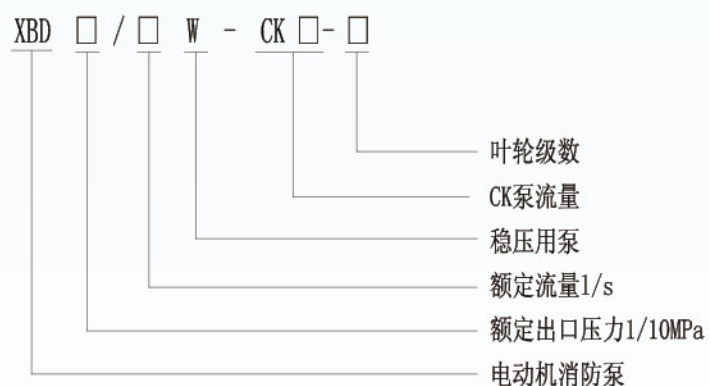 XBD □ / □ W - CK □-□
叶轮级数
CK泵流量
稳压用泵
额定流量1/s
额定出口压力1/10MPa
电动机消防泵